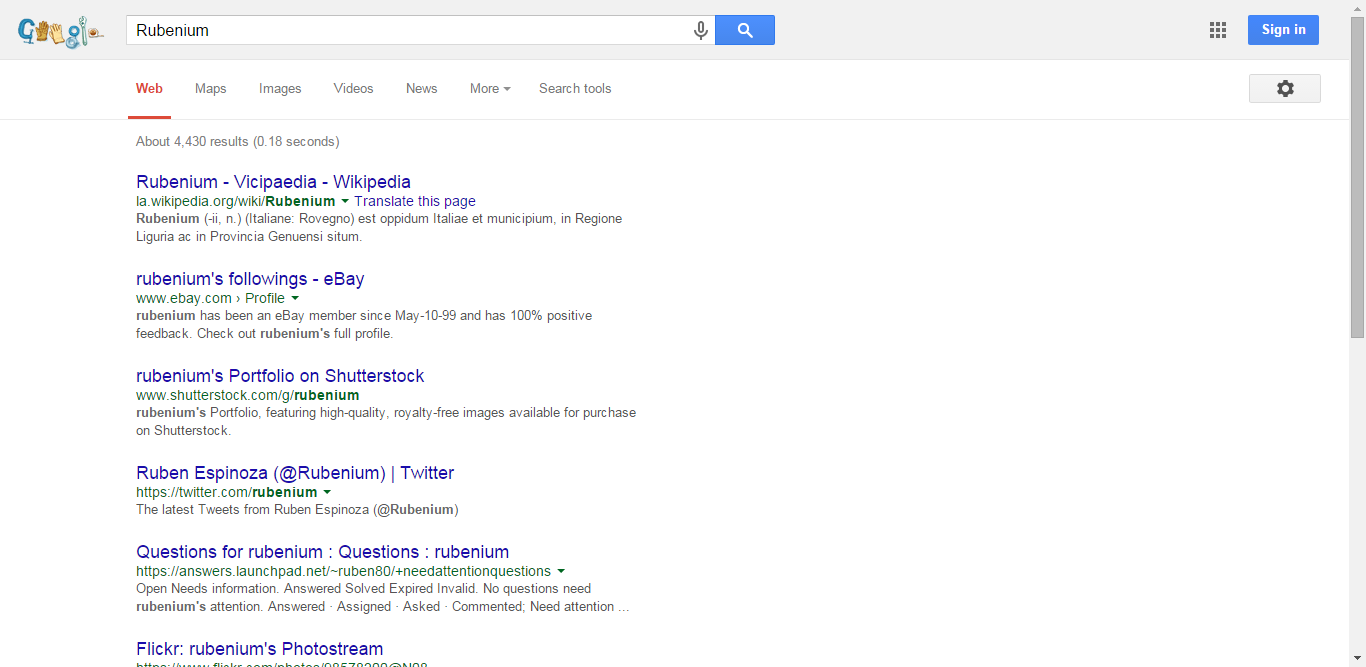 Google
Rubenium
Sign in
Web Maps Images Videos News More Search tools
About 4,430 results (0.18 seconds)
Rubenium - Vicipaedia - Wikipedia
la.wikipedia.org/wiki/Rubenium Translate this page
Rubenium (-ii, n.) (Italiane: Rovegno) est oppidum Italiae et municipium, in Regione
Liguria ac in Provincia Genuensi situm.
rubenium's followings - eBay
www.ebay.com › Profile
rubenium has been an eBay member since May-10-99 and has 100% positive
feedback. Check out rubenium's full profile.
rubenium's Portfolio on Shutterstock
www.shutterstock.com/g/rubenium
rubenium's Portfolio, featuring high-quality, royalty-free images available for purchase
on Shutterstock.
Ruben Espinoza (@Rubenium) | Twitter
https://twitter.com/rubenium
The latest Tweets from Ruben Espinoza (@Rubenium)
Questions for rubenium : Questions : rubenium
https://answers.launchpad.net/~ruben80/+needattentionquestions
Open Needs information. Answered Solved Expired Invalid. No questions need
rubenium's attention. Answered · Assigned · Asked · Commented; Need attention ...
Flickr: rubenium's Photostream